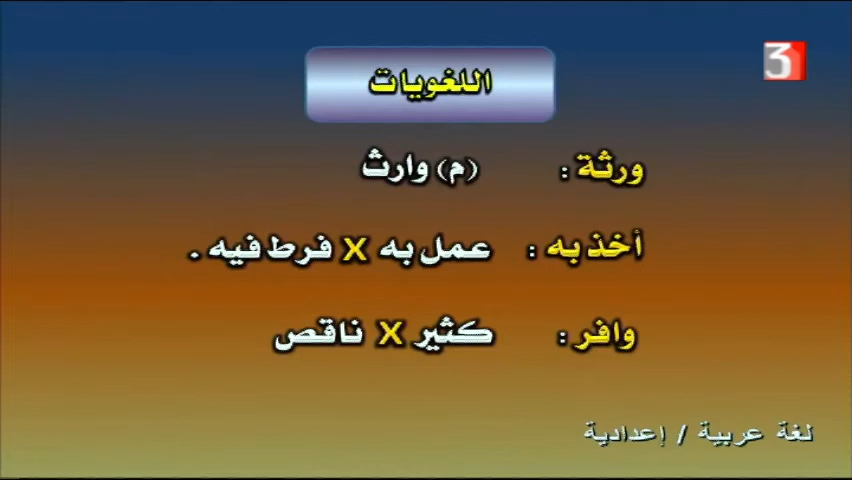 3
اللغويات
ورثة : (م) وارث
أخذ به : عمل به X فرط فيه .
وافر : كثير X ناقص
لغة عربية / إعدادية